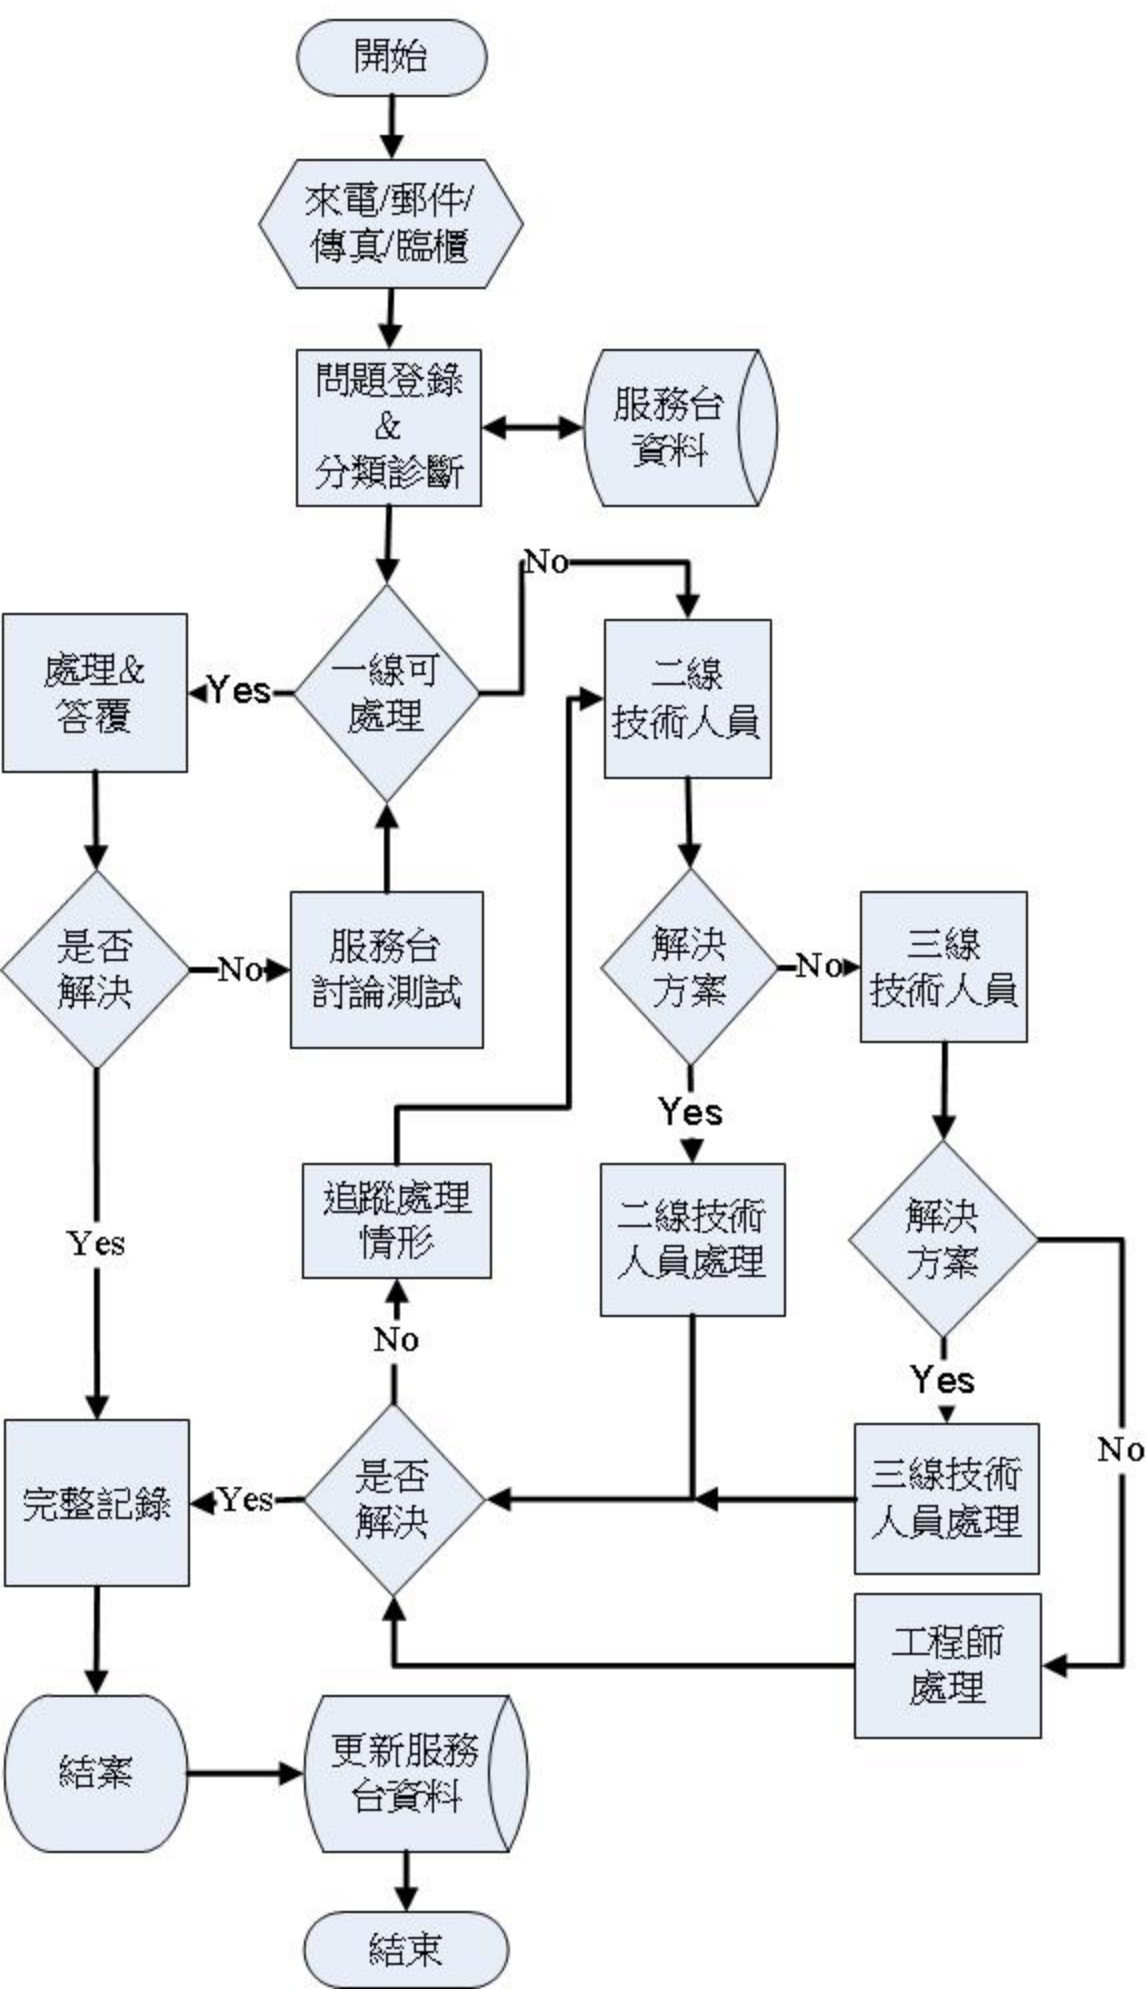 開始
來電/郵件/
傳真/臨櫃
問題登錄
&
分類診斷
服務台
資料
No
一線可
處理
Yes
處理&
答覆
二線
技術人員
是否
解決
No
服務台
討論測試
解決
方案
No
三線
技術人員
Yes
Yes
追蹤處理
情形
二線技術
人員處理
解決
方案
No
Yes
No
完整記錄
Yes
是否
解決
三線技術
人員處理
工程師
處理
結案
更新服務
台資料
結束